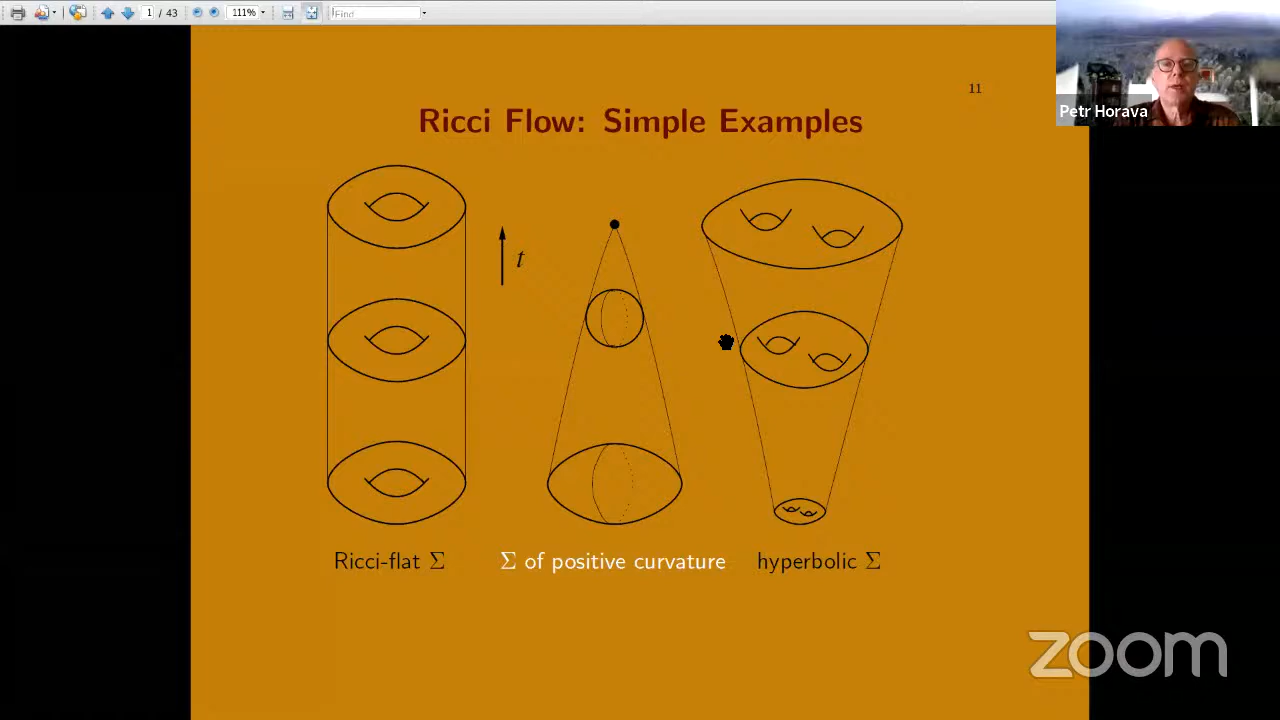 1 / 43
111%
Find
11
Petr Horava
Ricci Flow: Simple Examples
t
Ricci-flat Σ
Σ of positive curvature
hyperbolic Σ
zoom